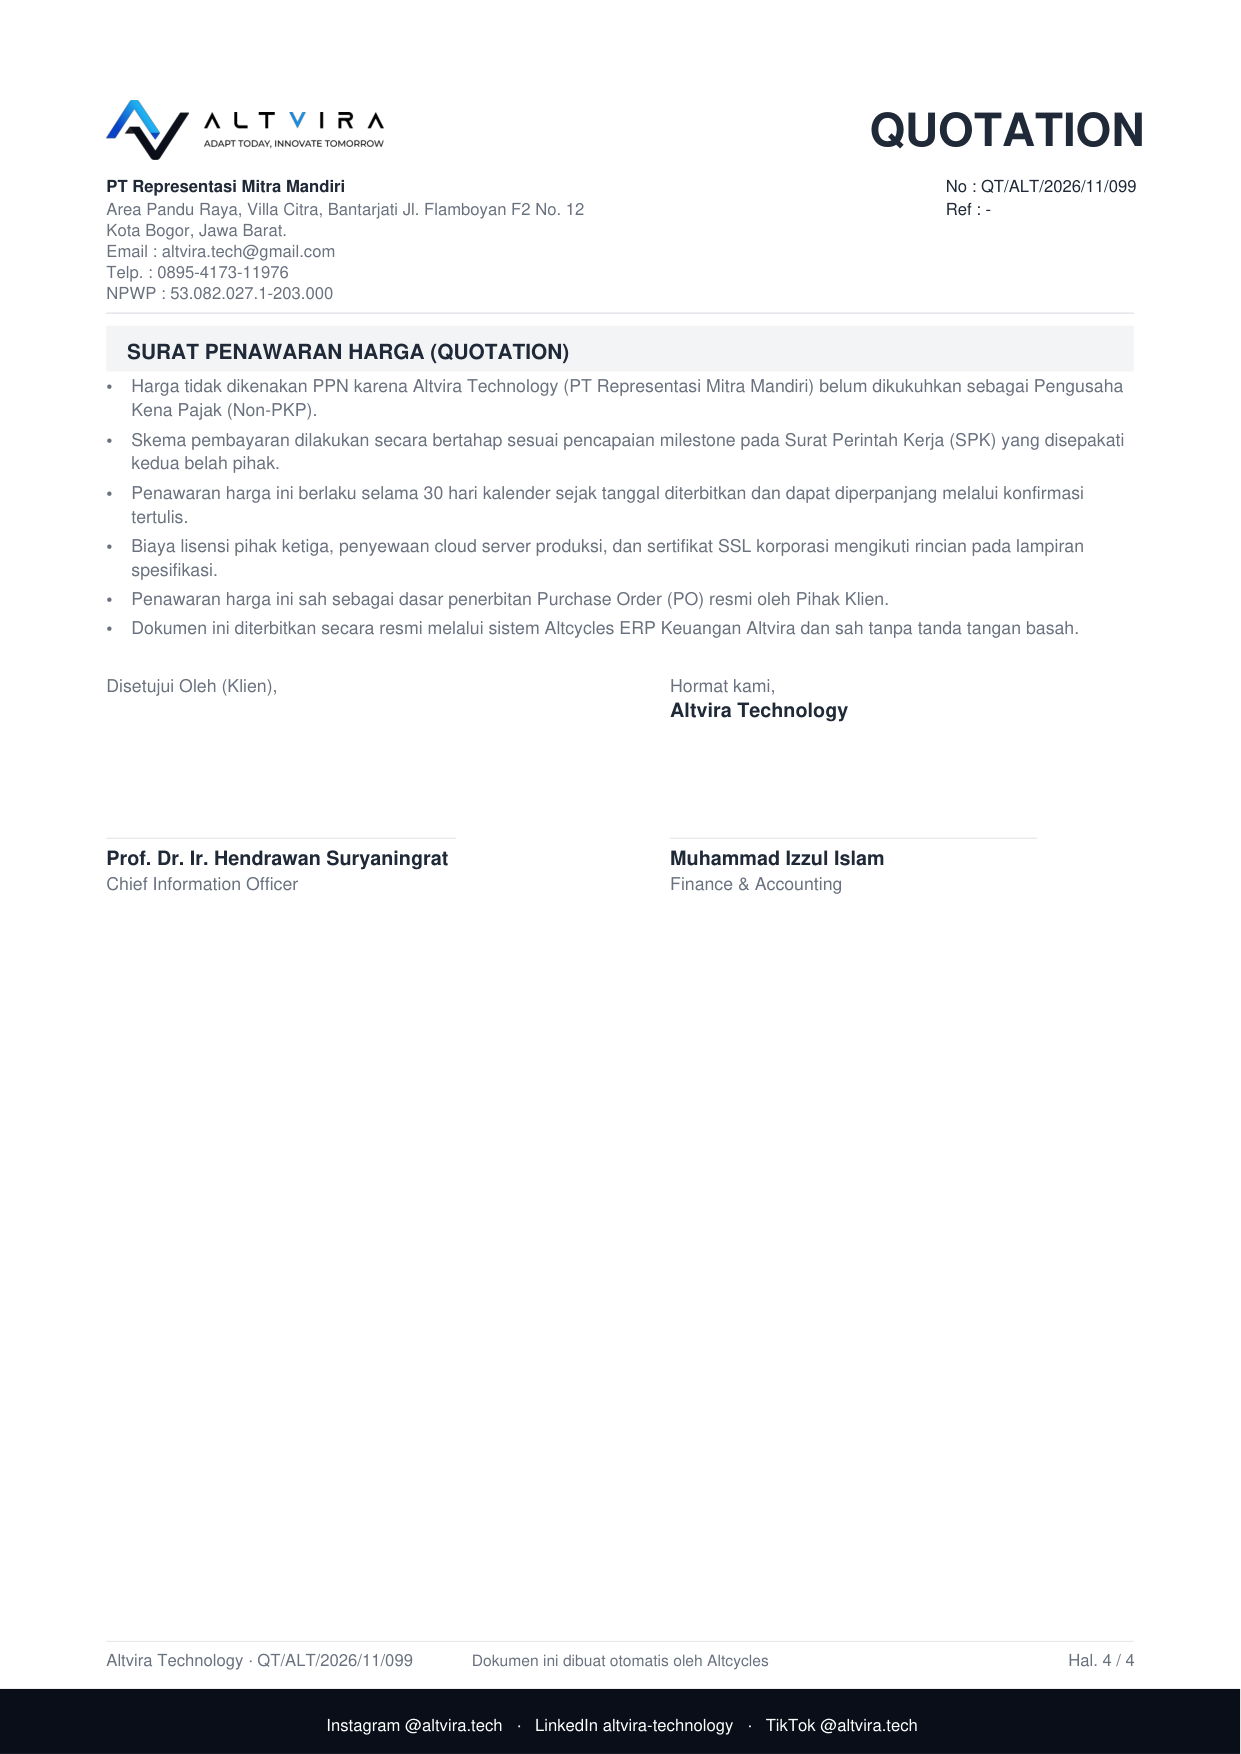 ALTVIRA
ADAPT TODAY, INNOVATE TOMORROW
QUOTATION
PT Representasi Mitra Mandiri
Area Pandu Raya, Villa Citra, Bantarjati Jl. Flamboyan F2 No. 12
Kota Bogor, Jawa Barat.
Email : altvira.tech@gmail.com
Telp. : 0895-4173-11976
NPWP : 53.082.027.1-203.000
No : QT/ALT/2026/11/099
Ref : -
SURAT PENAWARAN HARGA (QUOTATION)
• Harga tidak dikenakan PPN karena Altvira Technology (PT Representasi Mitra Mandiri) belum dikukuhkan sebagai Pengusaha
Kena Pajak (Non-PKP).
• Skema pembayaran dilakukan secara bertahap sesuai pencapaian milestone pada Surat Perintah Kerja (SPK) yang disepakati
kedua belah pihak.
• Penawaran harga ini berlaku selama 30 hari kalender sejak tanggal diterbitkan dan dapat diperpanjang melalui konfirmasi
tertulis.
• Biaya lisensi pihak ketiga, penyewaan cloud server produksi, dan sertifikat SSL korporasi mengikuti rincian pada lampiran
spesifikasi.
• Penawaran harga ini sah sebagai dasar penerbitan Purchase Order (PO) resmi oleh Pihak Klien.
• Dokumen ini diterbitkan secara resmi melalui sistem Altcycles ERP Keuangan Altvira dan sah tanpa tanda tangan basah.
Disetujui Oleh (Klien),
Hormat kami,
Altvira Technology
Prof. Dr. Ir. Hendrawan Suryaningrat
Chief Information Officer
Muhammad Izzul Islam
Finance & Accounting
Altvira Technology · QT/ALT/2026/11/099
Dokumen ini dibuat otomatis oleh Altcycles
Hal. 4 / 4
Instagram @altvira.tech · LinkedIn altvira-technology · TikTok @altvira.tech